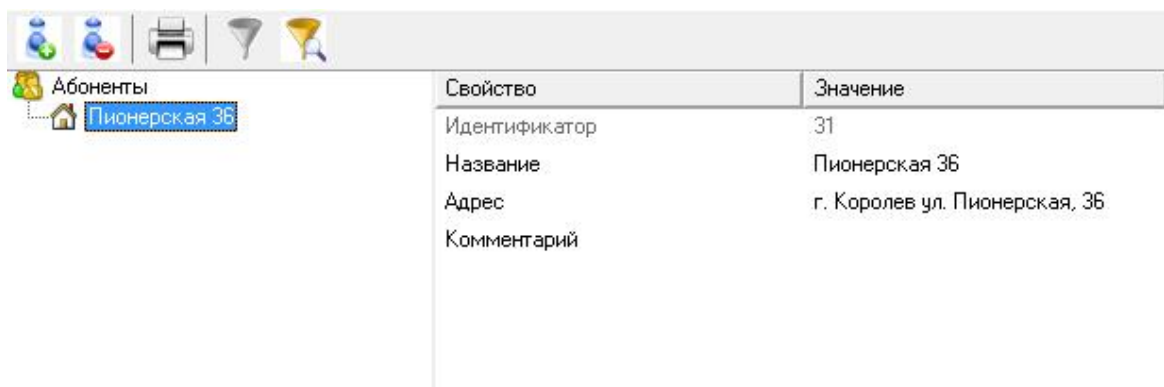 Абоненты
Пионерская 36
Свойство Значение
Идентификатор 31
Название Пионерская 36
Адрес г. Королев ул. Пионерская, 36
Комментарий